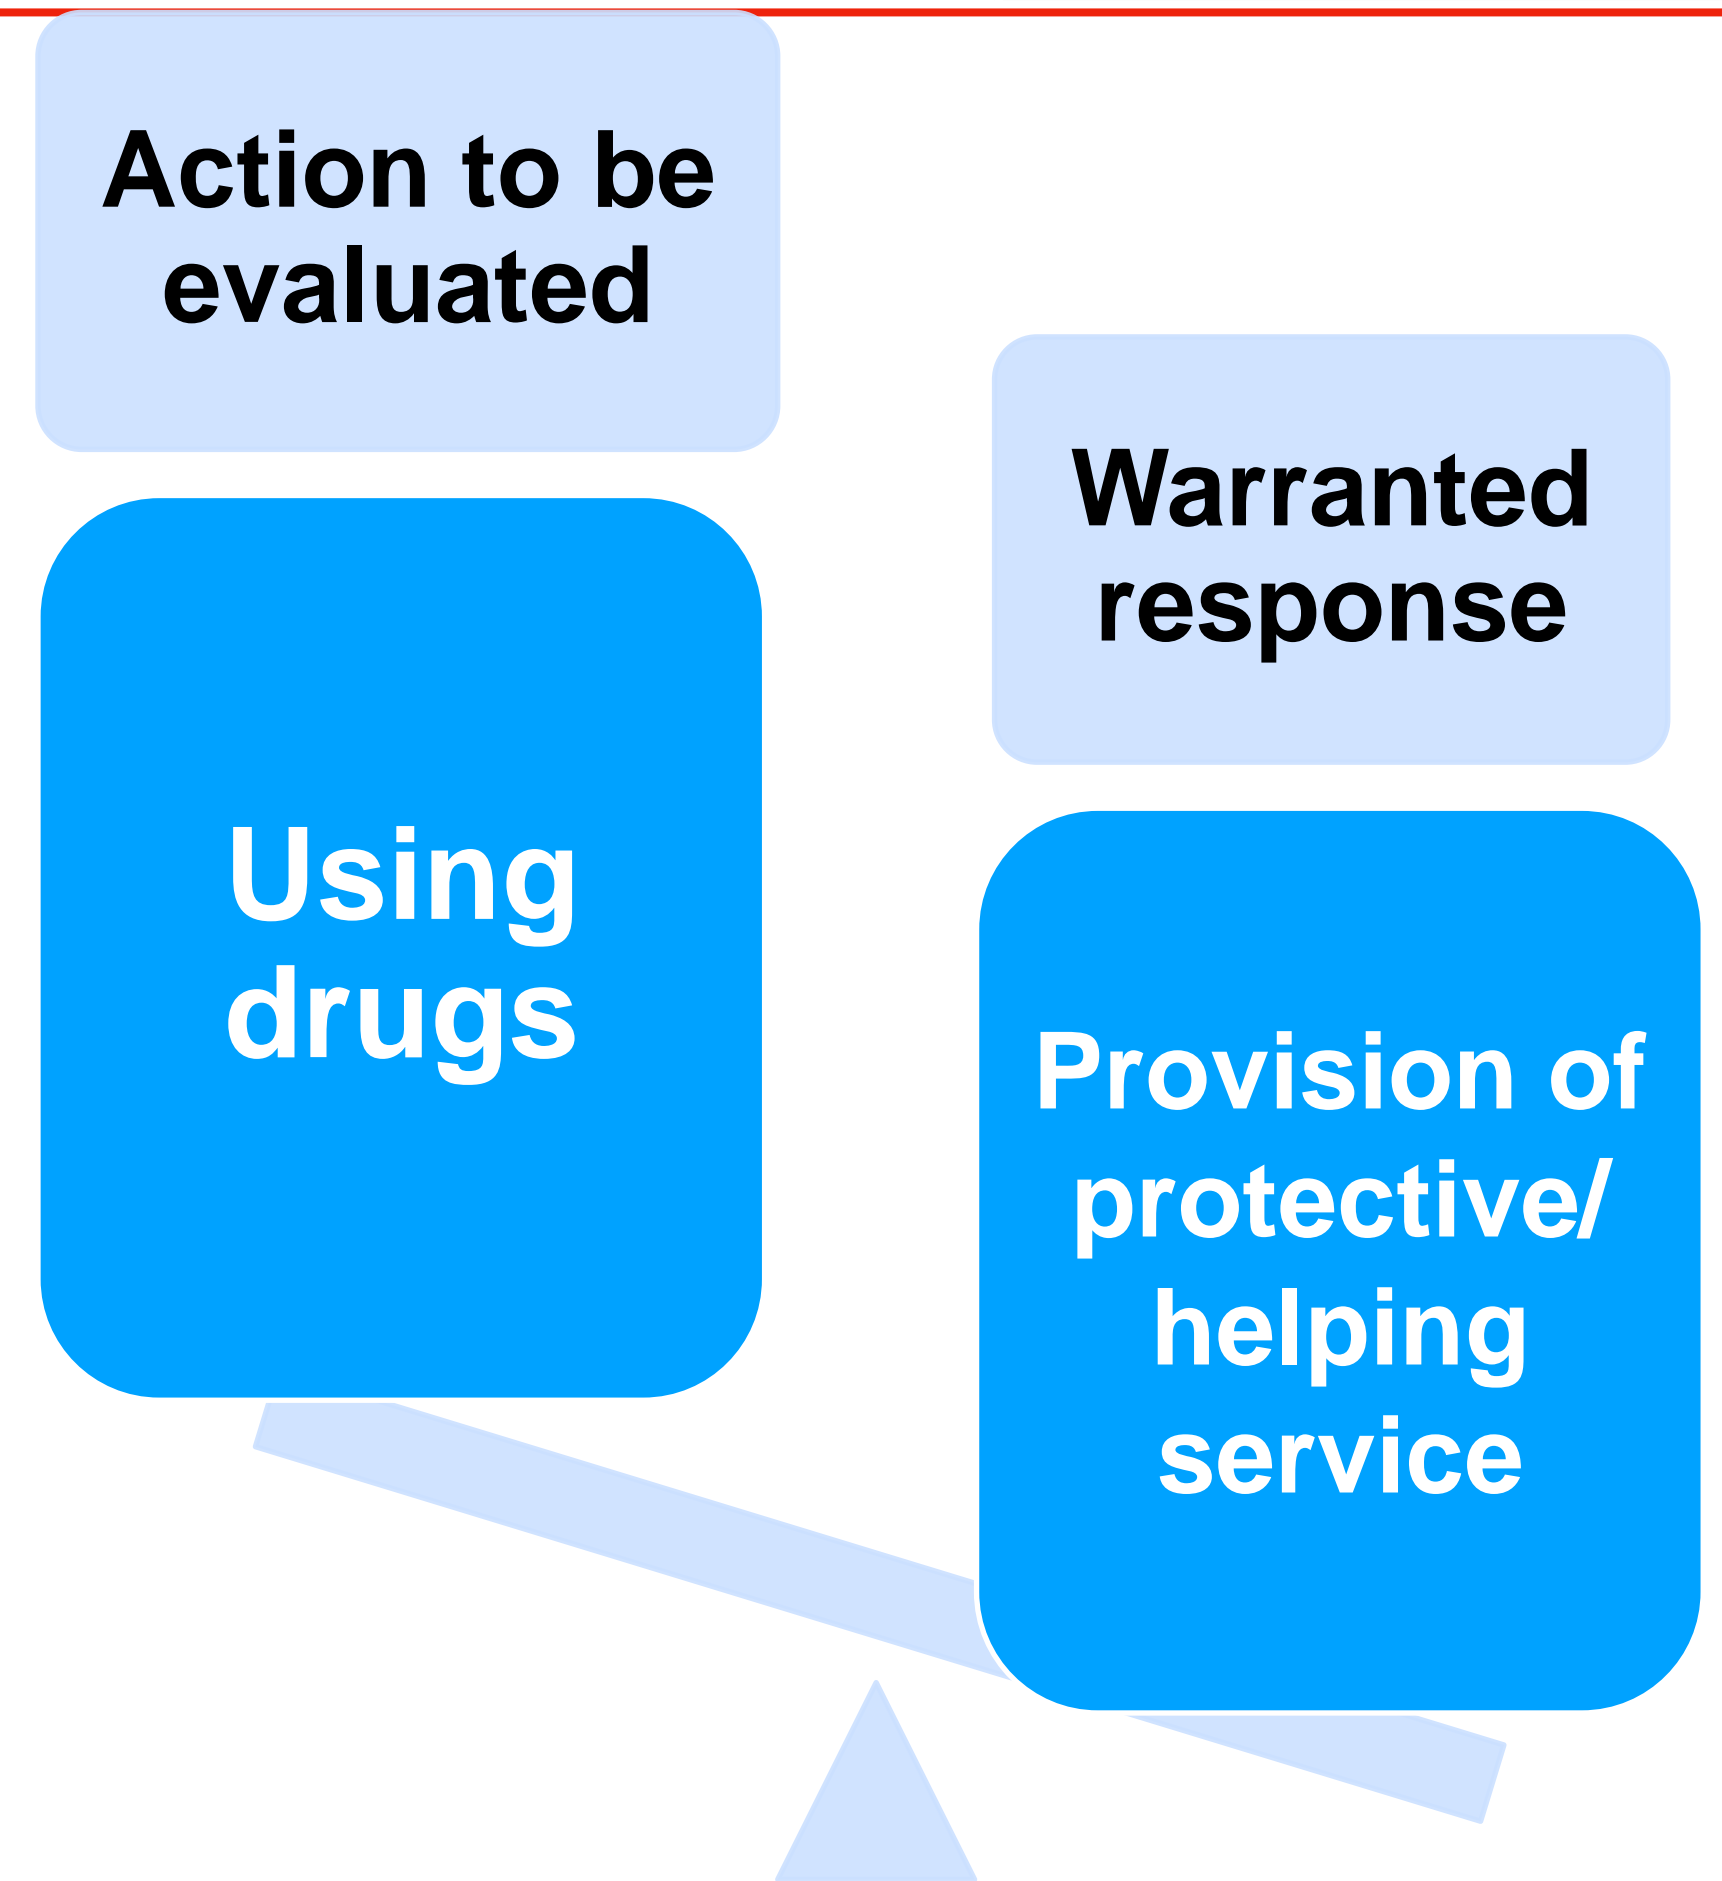 Action to be
evaluated
Using
drugs
Warranted
response
Provision of
protective/
helping
service